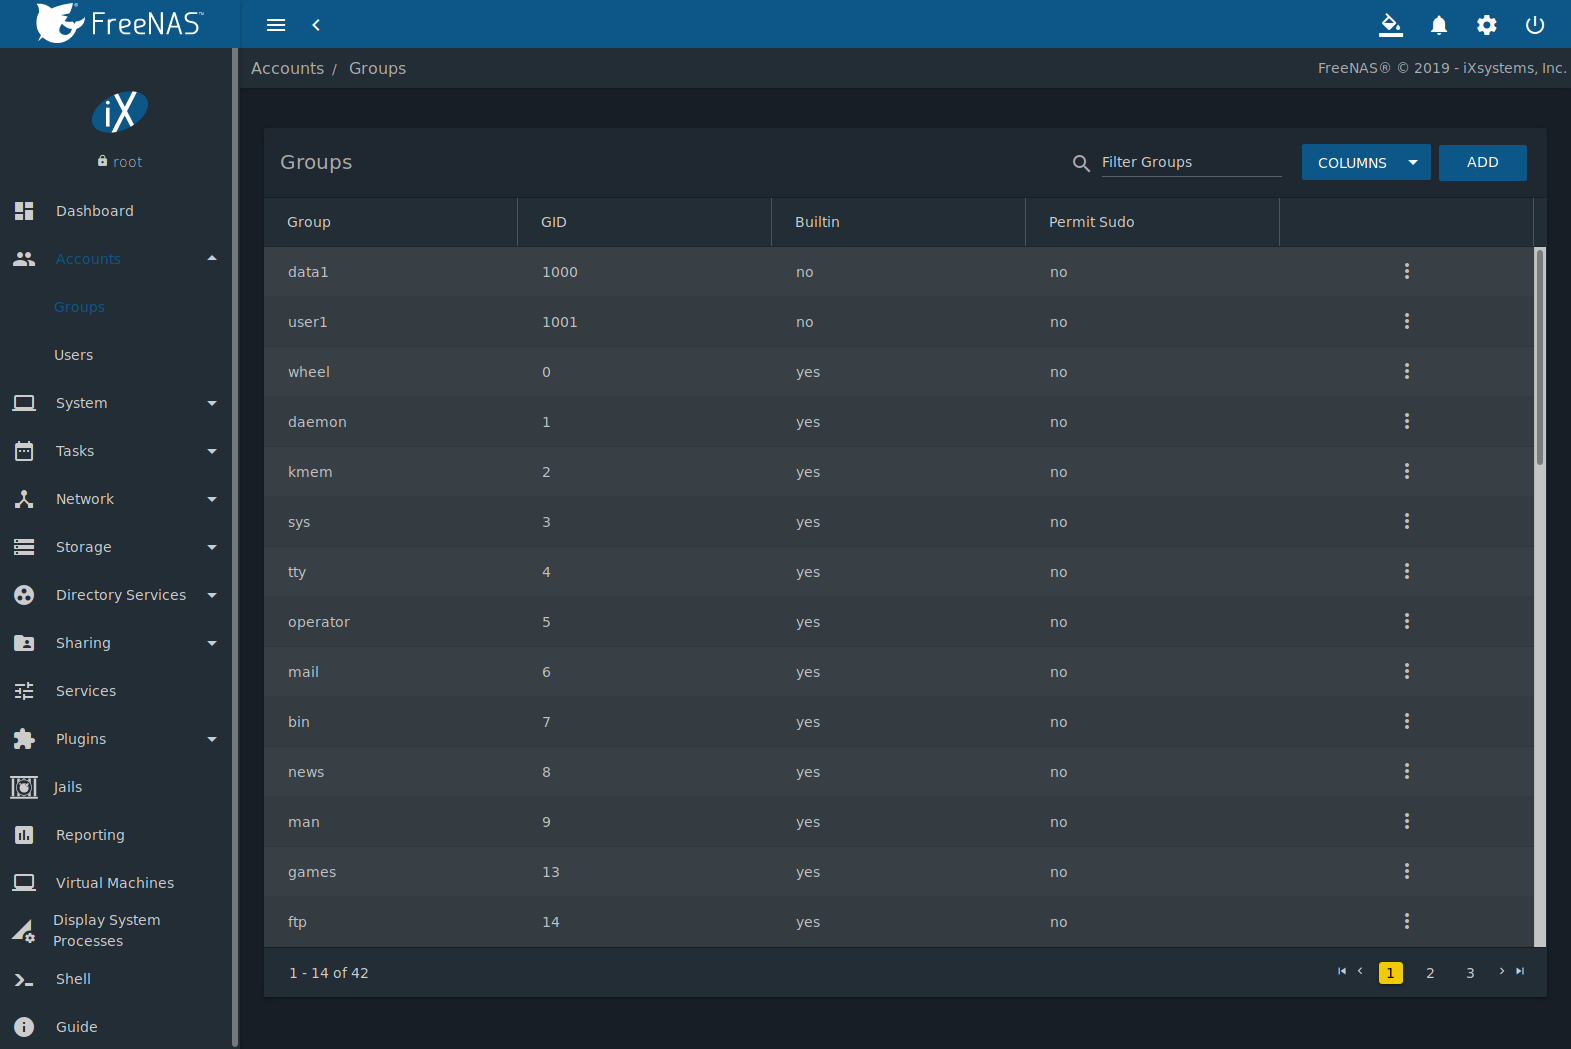 FreeNAS™
Accounts / Groups
FreeNAS® © 2019 - iXsystems, Inc.
iX
root
Dashboard
Accounts
Groups
Users
System
Tasks
Network
Storage
Directory Services
Sharing
Services
Plugins
Jails
Reporting
Virtual Machines
Display System
Processes
Shell
Guide
Groups
Filter Groups
COLUMNS
ADD
Group GID Builtin Permit Sudo
data1 1000 no no
user1 1001 no no
wheel 0 yes no
daemon 1 yes no
kmem 2 yes no
sys 3 yes no
tty 4 yes no
operator 5 yes no
mail 6 yes no
bin 7 yes no
news 8 yes no
man 9 yes no
games 13 yes no
ftp 14 yes no
1 - 14 of 42
1 2 3